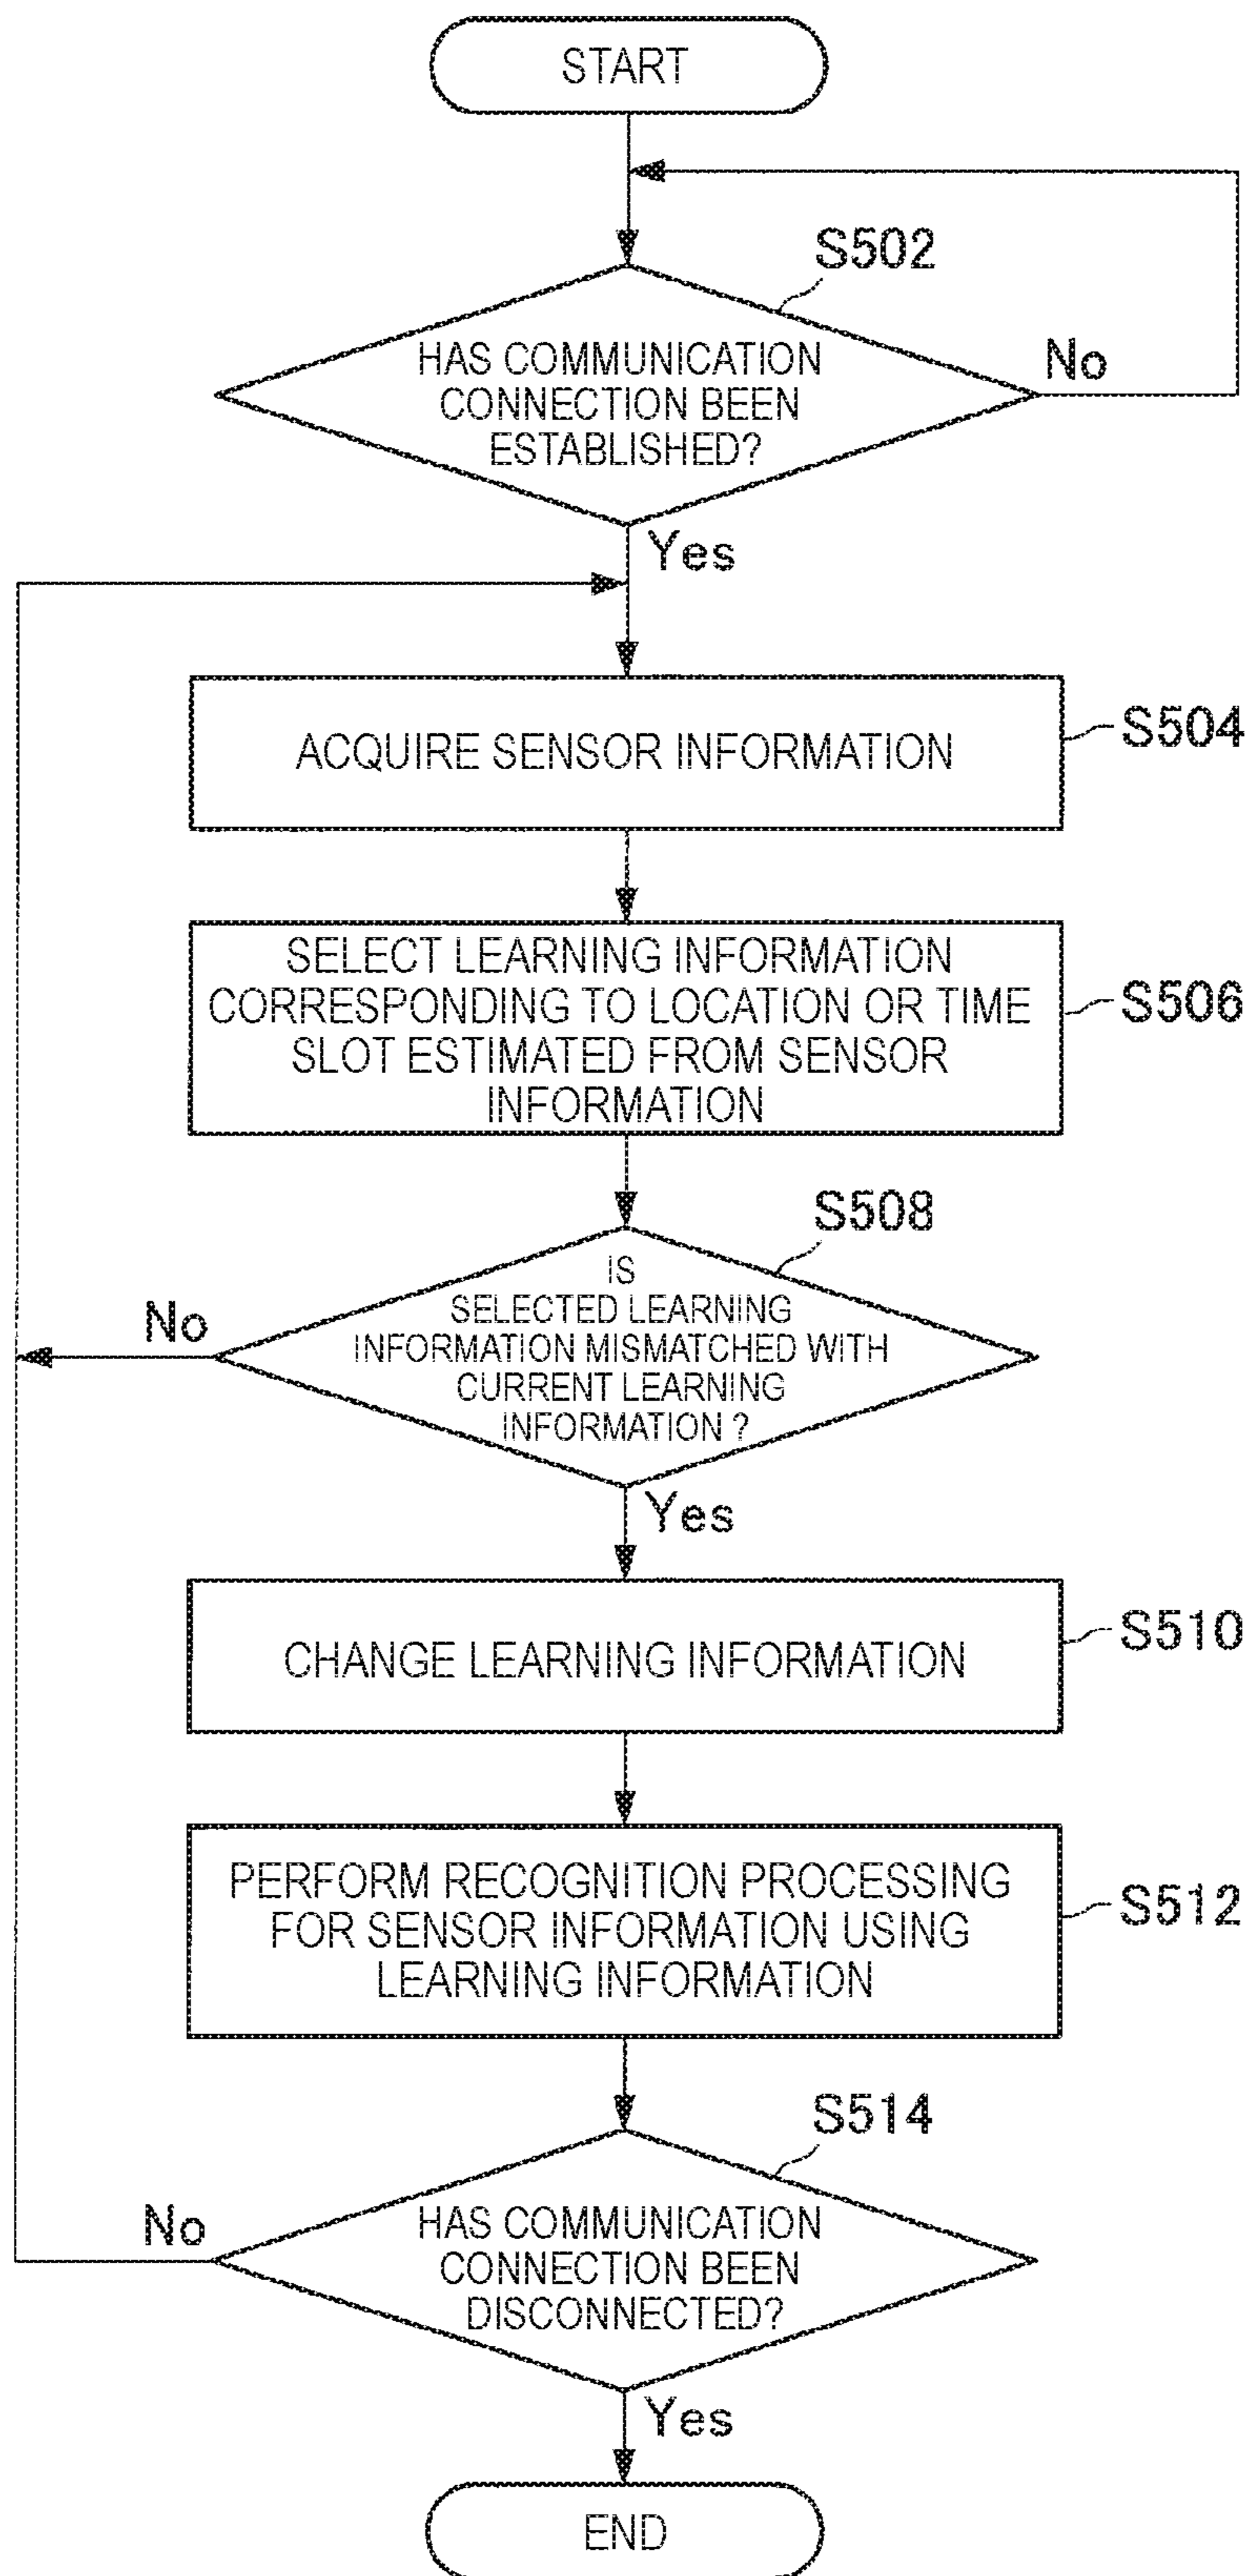 START
S502
HAS COMMUNICATION
CONNECTION BEEN
ESTABLISHED?
No
Yes
ACQUIRE SENSOR INFORMATION
S504
SELECT LEARNING INFORMATION
CORRESPONDING TO LOCATION OR TIME
SLOT ESTIMATED FROM SENSOR
INFORMATION
S506
S508
IS
SELECTED LEARNING
INFORMATION MISMATCHED WITH
CURRENT LEARNING
INFORMATION ?
No
Yes
CHANGE LEARNING INFORMATION
S510
PERFORM RECOGNITION PROCESSING
FOR SENSOR INFORMATION USING
LEARNING INFORMATION
S512
S514
HAS COMMUNICATION
CONNECTION BEEN
DISCONNECTED?
No
Yes
END